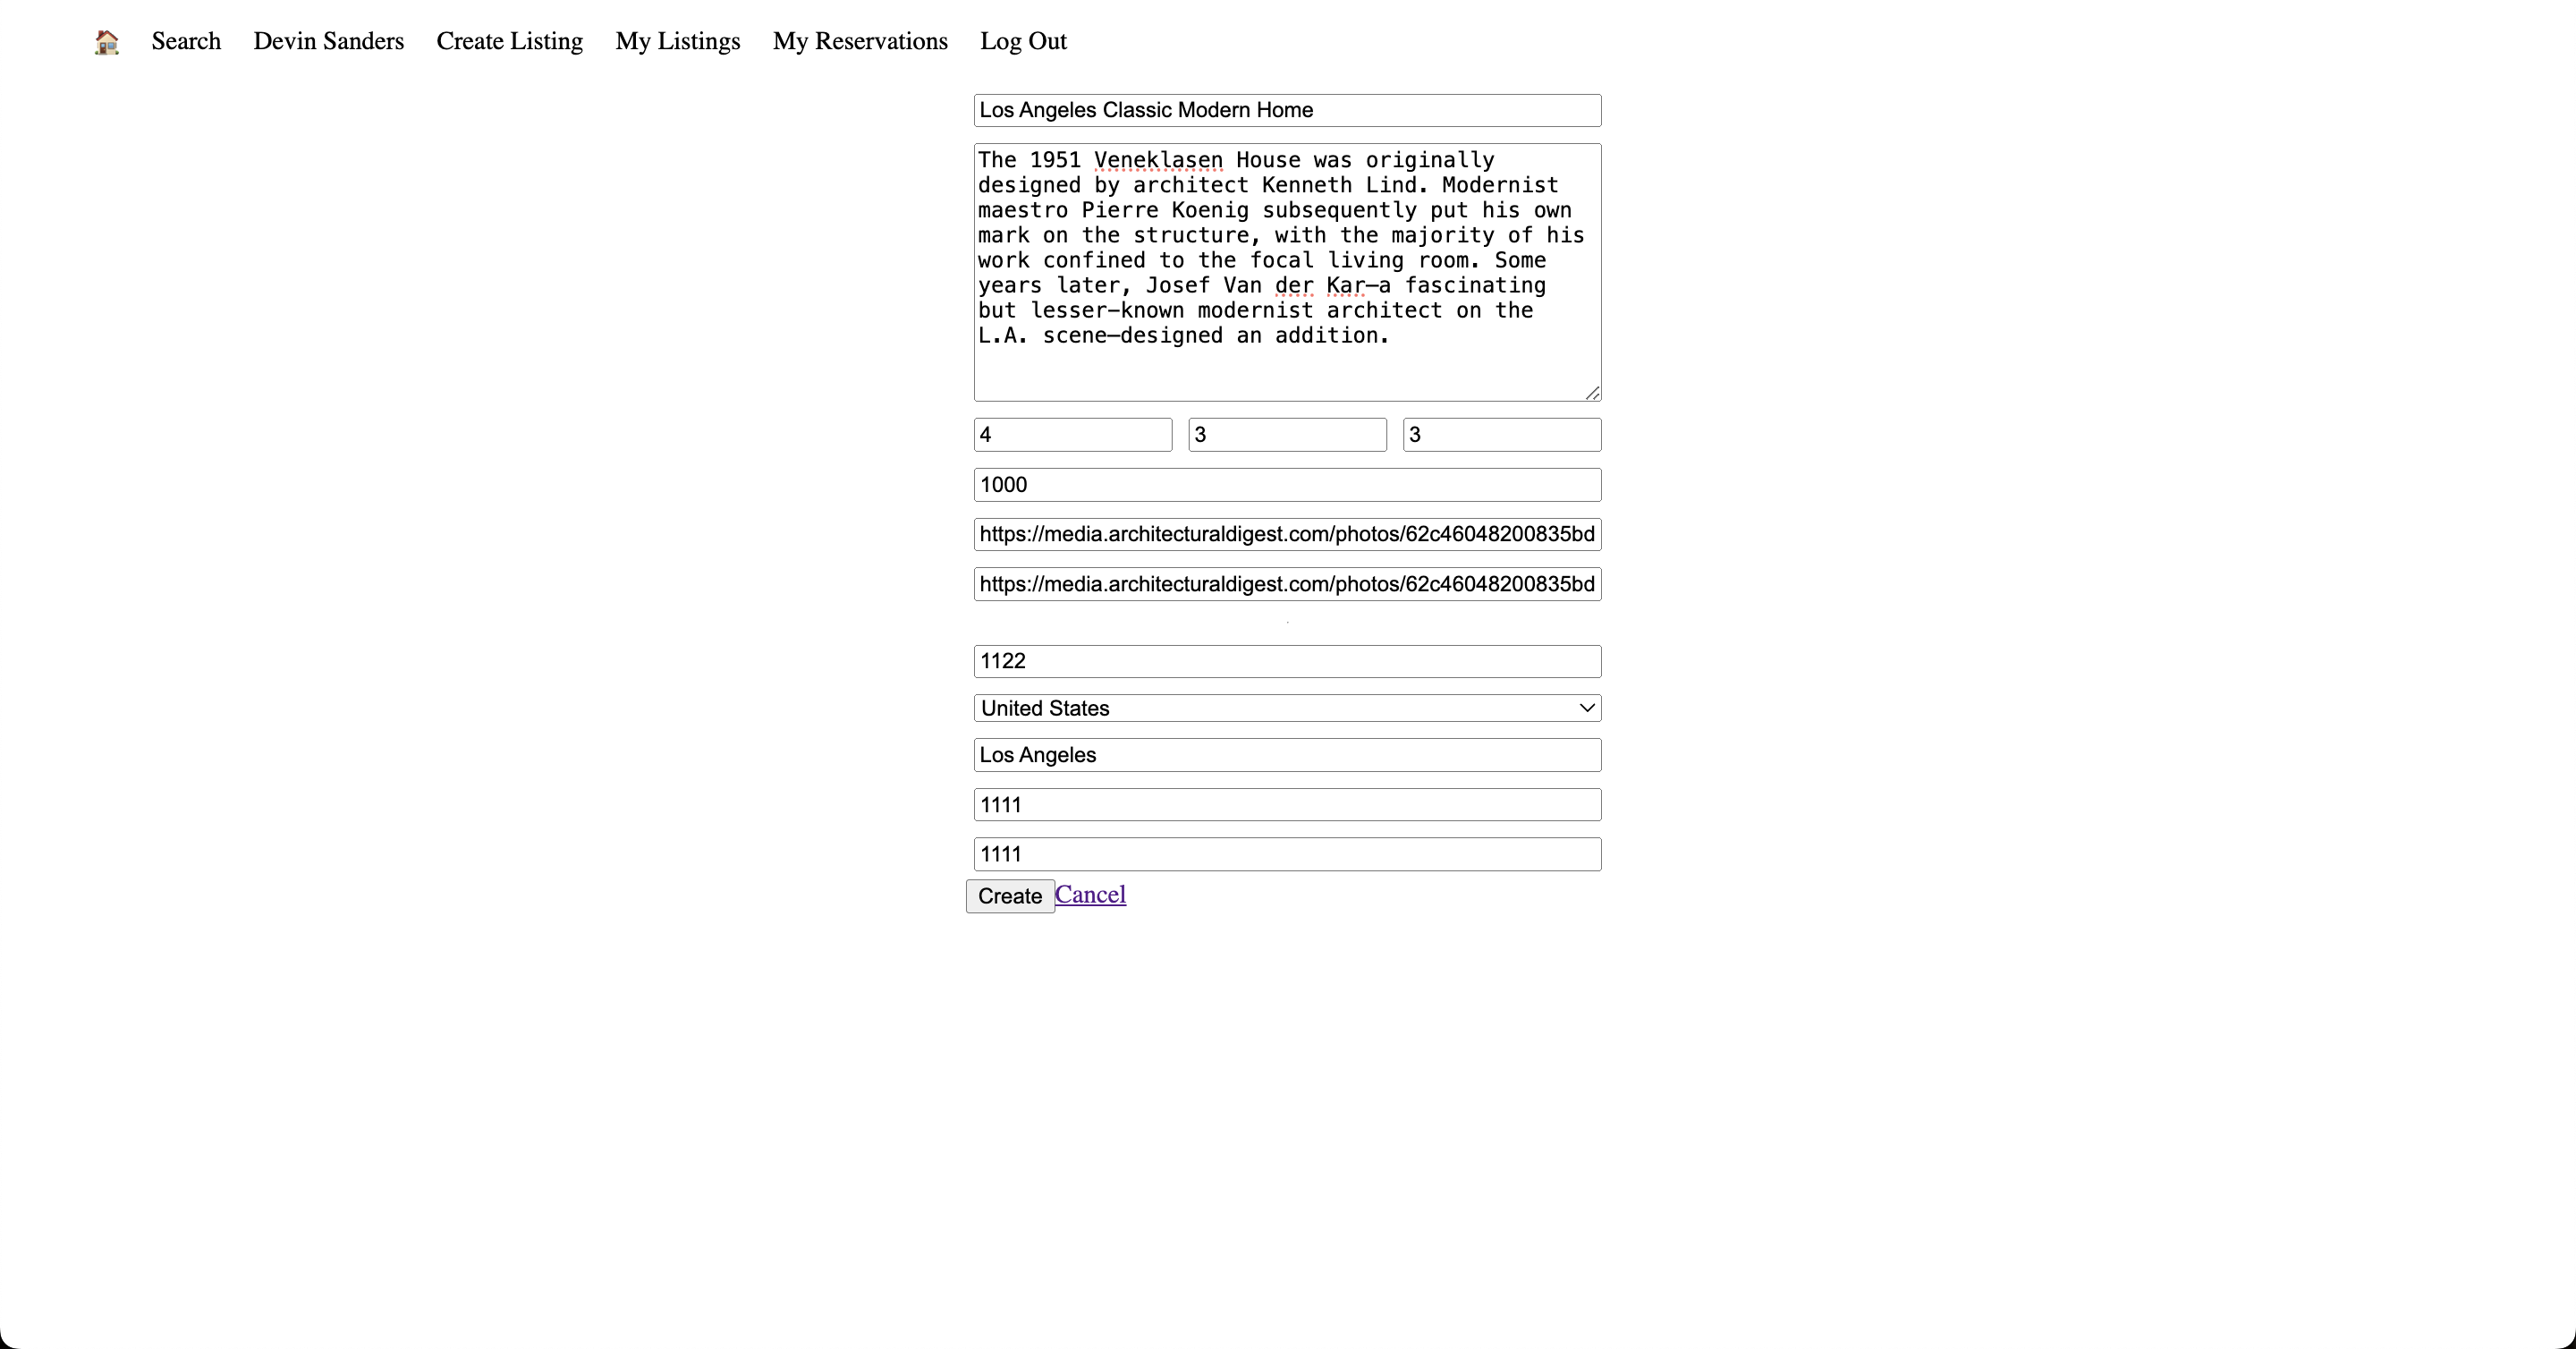 Search Devin Sanders Create Listing My Listings My Reservations Log Out
Los Angeles Classic Modern Home
The 1951 Veneklasen House was originally
designed by architect Kenneth Lind. Modernist
maestro Pierre Koenig subsequently put his own
mark on the structure, with the majority of his
work confined to the focal living room. Some
years later, Josef Van der Kar—a fascinating
but lesser-known modernist architect on the
L.A. scene—designed an addition.
4 3 3
1000
https://media.architecturaldigest.com/photos/62c46048200835bd
https://media.architecturaldigest.com/photos/62c46048200835bd
1122
United States
Los Angeles
1111
1111
Create Cancel